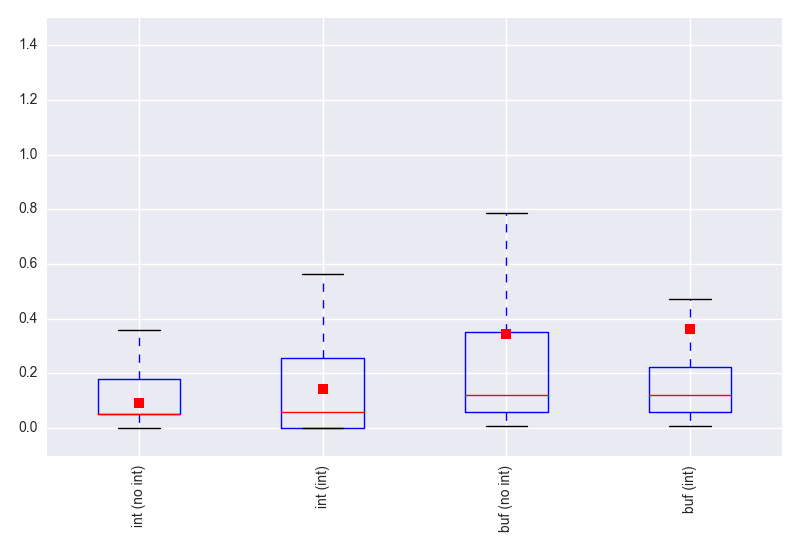 1.4
1.2
1.0
0.8
0.6
0.4
0.2
0.0
int (no int)
int (int)
buf (no int)
buf (int)